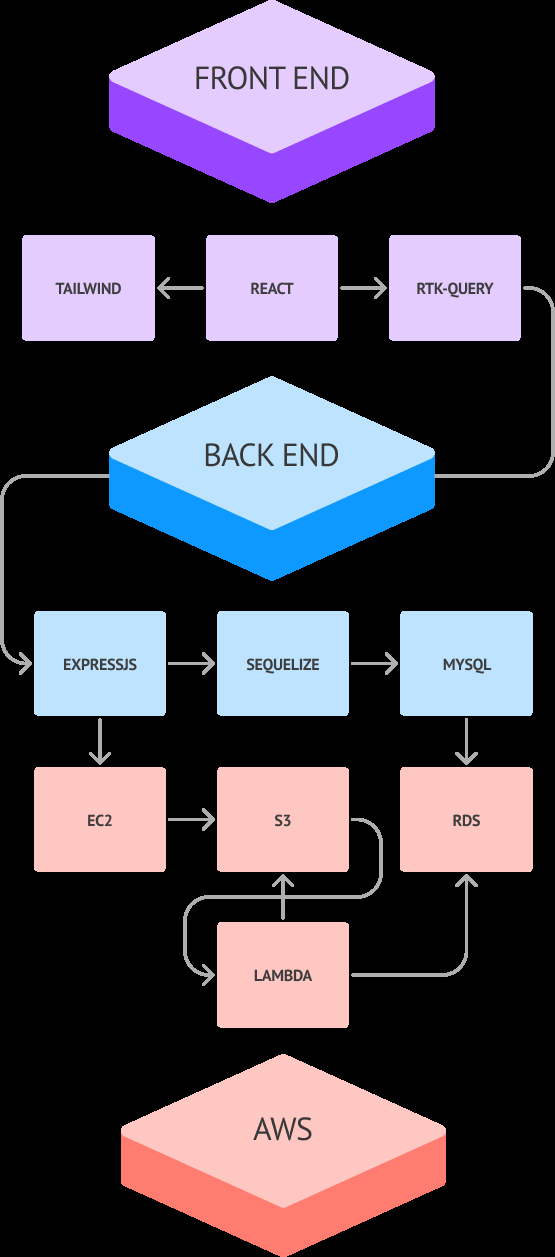 FRONT END
TAILWIND
REACT
RTK-QUERY
BACK END
EXPRESSJS
SEQUELIZE
MYSQL
EC2
S3
RDS
LAMBDA
AWS